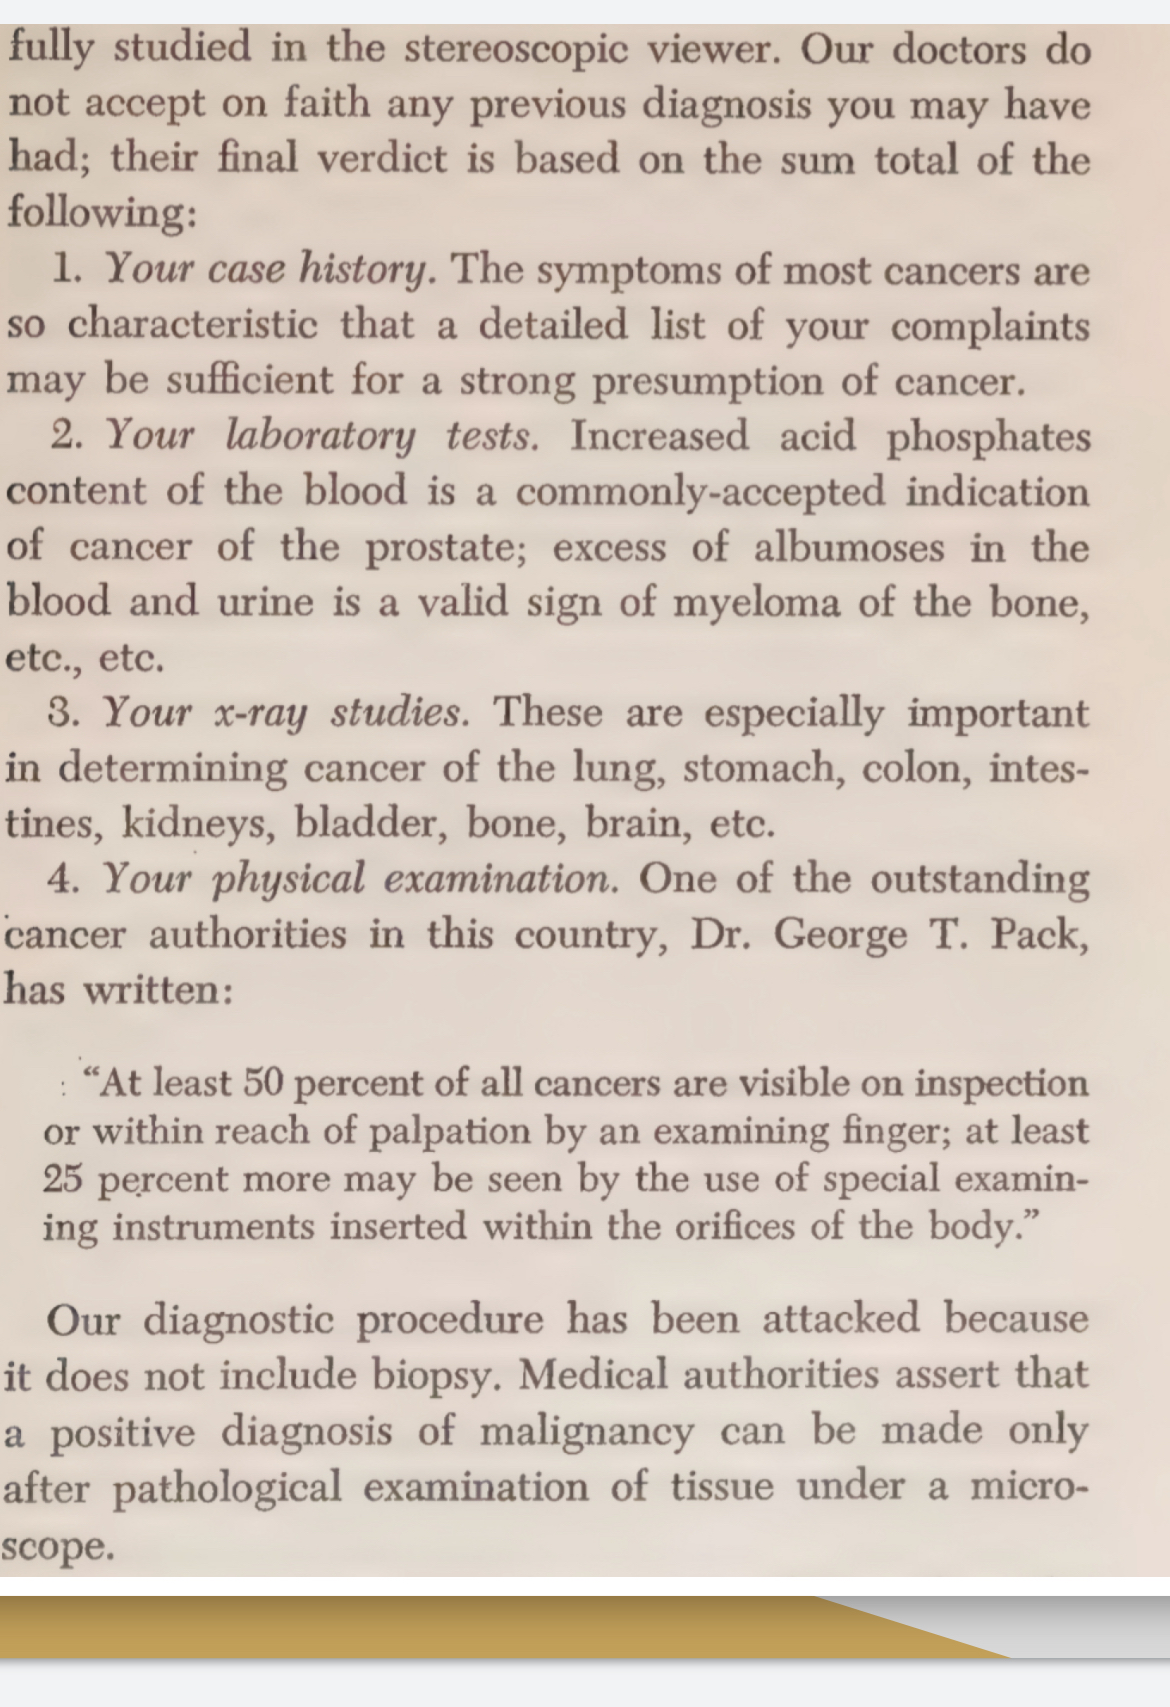 fully studied in the stereoscopic viewer. Our doctors do
not accept on faith any previous diagnosis you may have
had; their final verdict is based on the sum total of the
following:
1. Your case history. The symptoms of most cancers are
so characteristic that a detailed list of your complaints
may be sufficient for a strong presumption of cancer.
2. Your laboratory tests. Increased acid phosphates
content of the blood is a commonly-accepted indication
of cancer of the prostate; excess of albumoses in the
blood and urine is a valid sign of myeloma of the bone,
etc., etc.
3. Your x-ray studies. These are especially important
in determining cancer of the lung, stomach, colon, intes-
tines, kidneys, bladder, bone, brain, etc.
4. Your physical examination. One of the outstanding
cancer authorities in this country, Dr. George T. Pack,
has written:
“At least 50 percent of all cancers are visible on inspection
or within reach of palpation by an examining finger; at least
25 percent more may be seen by the use of special examin-
ing instruments inserted within the orifices of the body.”
Our diagnostic procedure has been attacked because
it does not include biopsy. Medical authorities assert that
a positive diagnosis of malignancy can be made only
after pathological examination of tissue under a micro-
scope.